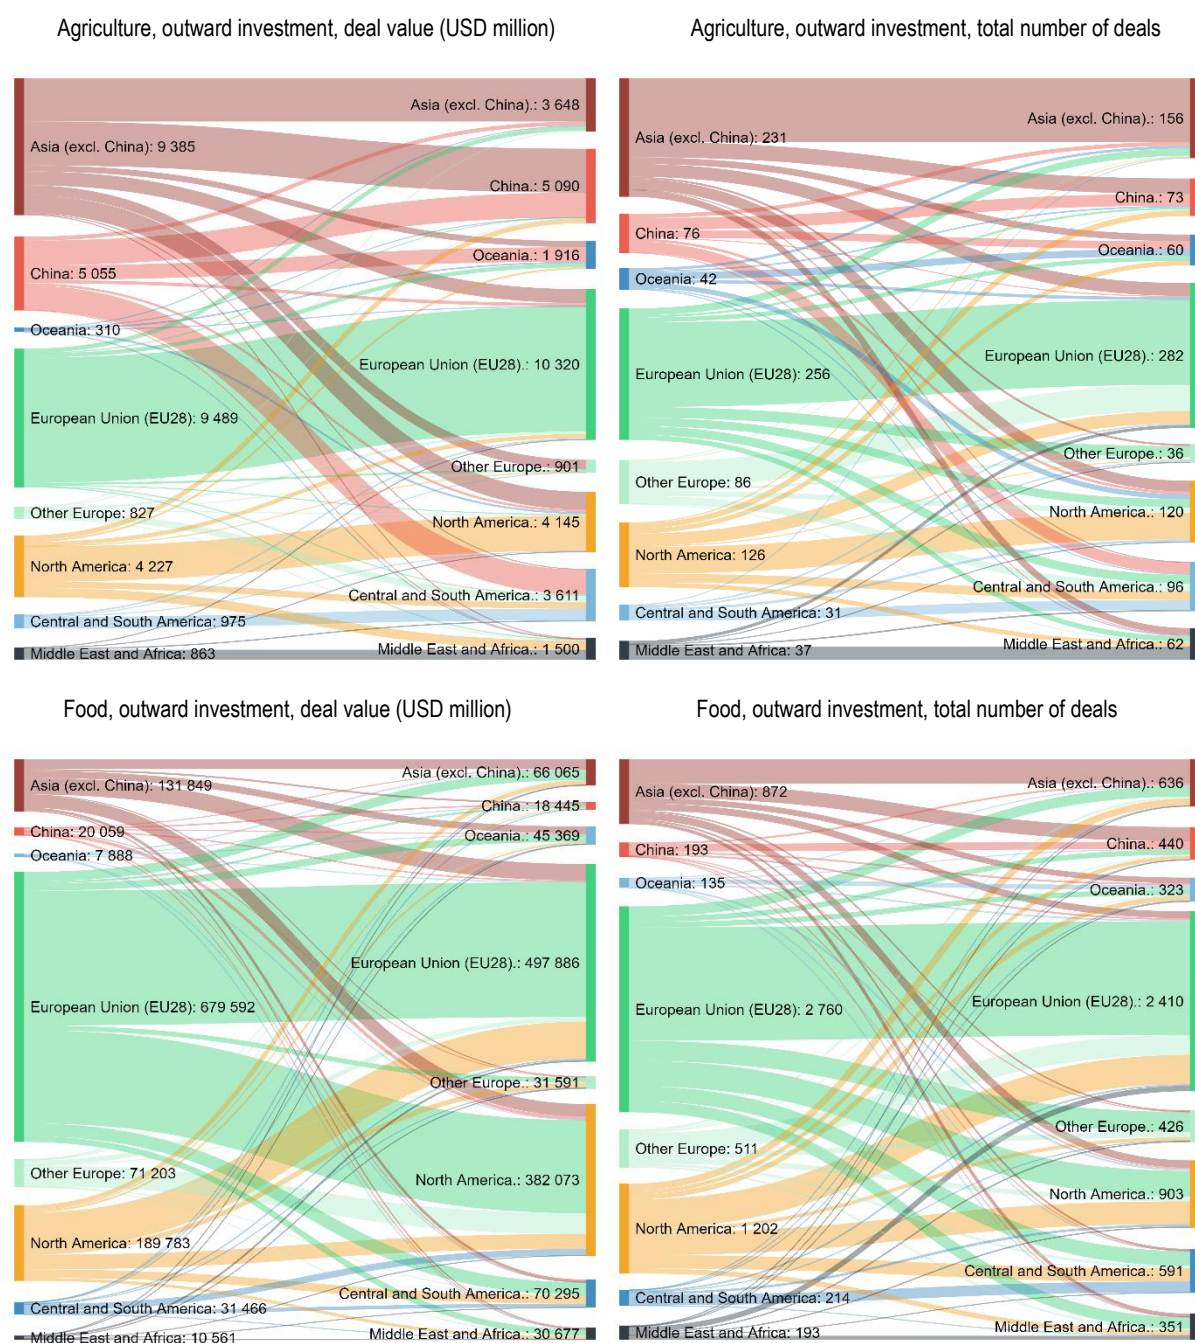 Agriculture, outward investment, deal value (USD million)
Asia (excl. China): 9 385
China: 5 055
Oceania: 310
European Union (EU28): 9 489
Other Europe: 827
North America: 4 227
Central and South America: 975
Middle East and Africa: 863
Asia (excl. China).: 3 648
China.: 5 090
Oceania.: 1 916
European Union (EU28).: 10 320
Other Europe.: 901
North America.: 4 145
Central and South America.: 3 611
Middle East and Africa.: 1 500
Agriculture, outward investment, total number of deals
Asia (excl. China): 231
China: 76
Oceania: 42
European Union (EU28): 256
Other Europe: 86
North America: 126
Central and South America: 31
Middle East and Africa: 37
Asia (excl. China).: 156
China.: 73
Oceania.: 60
European Union (EU28).: 282
Other Europe.: 36
North America.: 120
Central and South America.: 96
Middle East and Africa.: 62
Food, outward investment, deal value (USD million)
Asia (excl. China): 131 849
China: 20 059
Oceania: 7 888
European Union (EU28): 679 592
Other Europe: 71 203
North America: 189 783
Central and South America: 31 466
Middle East and Africa: 10 561
Asia (excl. China).: 66 065
China.: 18 445
Oceania.: 45 369
European Union (EU28).: 497 886
Other Europe.: 31 591
North America.: 382 073
Central and South America.: 70 295
Middle East and Africa.: 30 677
Food, outward investment, total number of deals
Asia (excl. China): 872
China: 193
Oceania: 135
European Union (EU28): 2 760
Other Europe: 511
North America: 1 202
Central and South America: 214
Middle East and Africa: 193
Asia (excl. China).: 636
China.: 440
Oceania.: 323
European Union (EU28).: 2 410
Other Europe.: 426
North America.: 903
Central and South America.: 591
Middle East and Africa.: 351